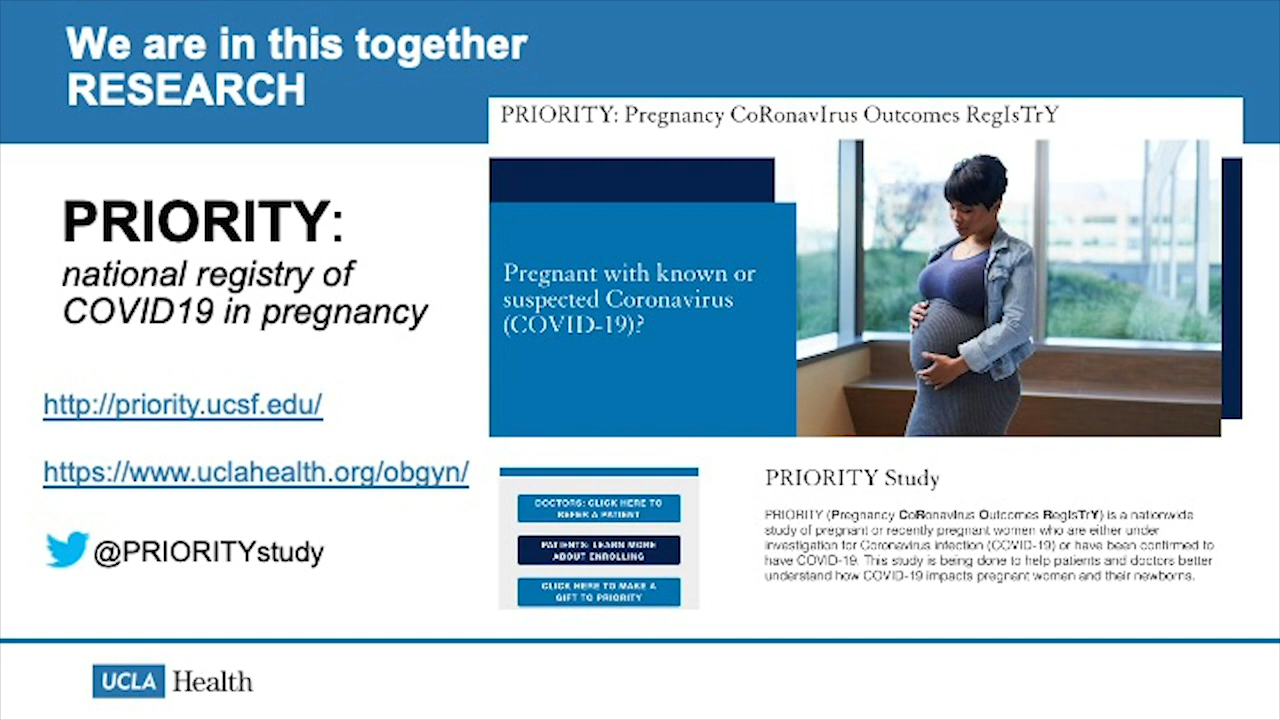 We are in this together
RESEARCH
PRIORITY: Pregnancy CoRonavIrus Outcomes RegIsTrY
PRIORITY:
national registry of
COVID19 in pregnancy
Pregnant with known or
suspected Coronavirus
(COVID-19)?
http://priority.ucsf.edu/
https://www.uclahealth.org/obgyn/
@PRIORITYstudy
DOCTORS: CLICK HERE TO
REFER A PATIENT
PATIENTS: LEARN MORE
ABOUT ENROLLING
CLICK HERE TO MAKE A
GIFT TO PRIORITY
PRIORITY Study
PRIORITY (Pregnancy CoRonavIrus Outcomes RegIsTrY) is a nationwide
study of pregnant or recently pregnant women who are either under
investigation for Coronavirus infection (COVID-19) or have been confirmed to
have COVID-19. This study is being done to help patients and doctors better
understand how COVID-19 impacts pregnant women and their newborns.
UCLA Health